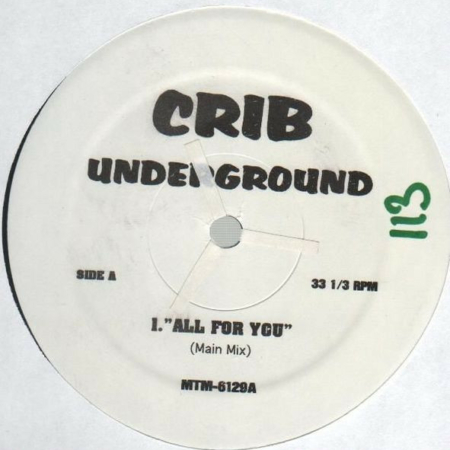 CRIB
UNDERGROUND
113
SIDE A
33 1/3 RPM
1."ALL FOR YOU"
(Main Mix)
MTM-6129A